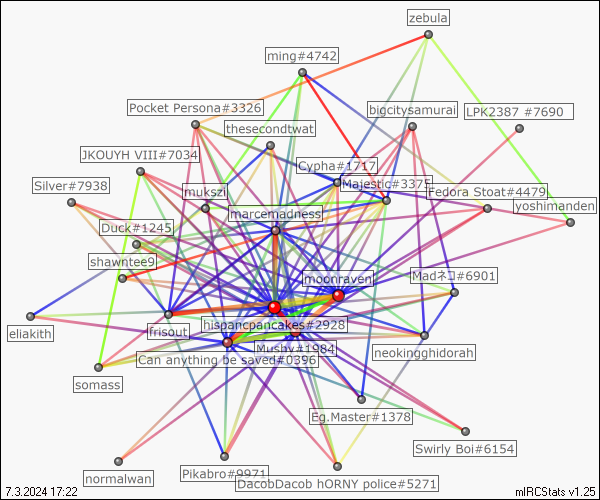 zebula
ming#4742
Pocket Persona#3326
bigcitysamurai
LPK2387 #7690
thesecondtwat
JKOUYH VIII#7034
Cypha#1717
Majestic#3377
Silver#7938
mukszi
Fedora Stoat#4479
yoshimanden
marcemadness
Duck#1245
shawntee9
moonraven
Madネコ#6901
eliakith
frisout
hispancpancakes#2928
Mushy#1984
neokingghidorah
Can anything be saved#0396
somass
Eg.Master#1378
Swirly Boi#6154
normalwan
Pikabro#9971
DacobDacob hORNY police#5271
7.3.2024 17:22
mIRCStats v1.25